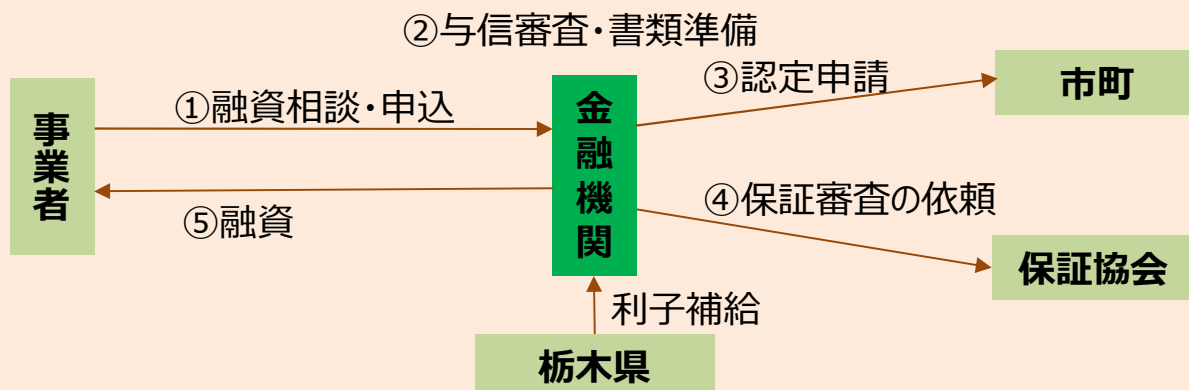 ②与信審査・書類準備
③認定申請
市町
①融資相談・申込
事業者
金融機関
⑤融資
④保証審査の依頼
保証協会
利子補給
栃木県